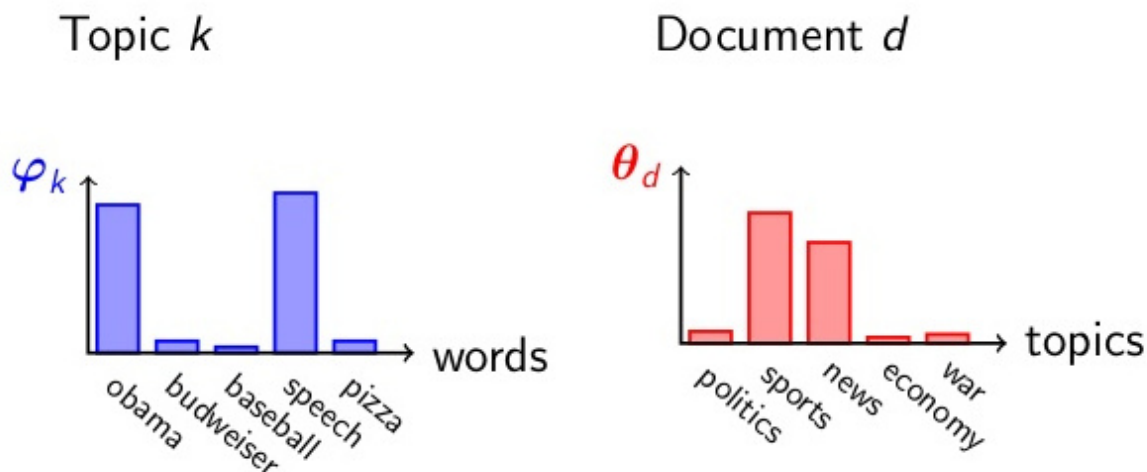 Topic k
Document d
φk
obama
budweiser
baseball
speech
pizza
words
θd
politics
sports
news
economy
war
topics